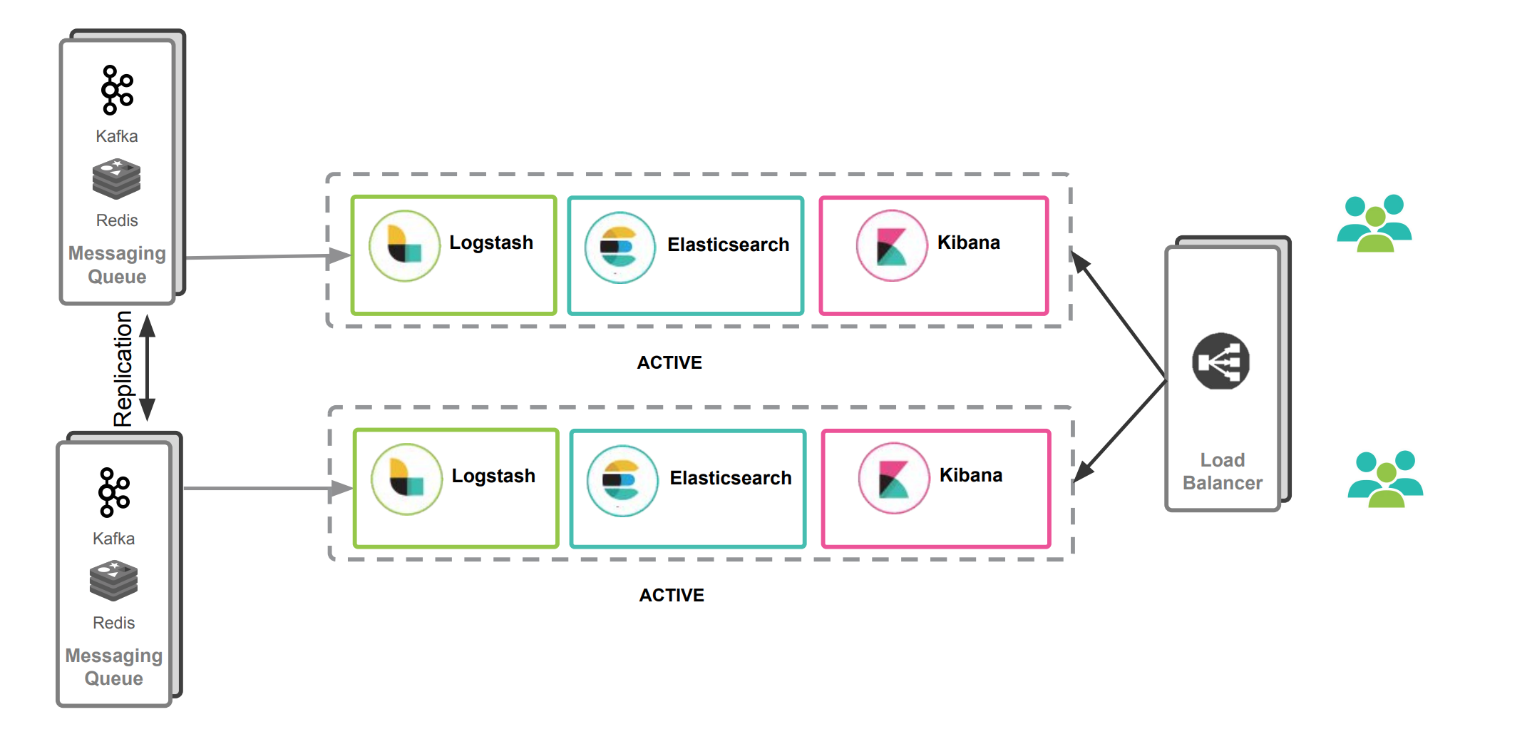 Kafka
Redis
Messaging
Queue
Replication
Kafka
Redis
Messaging
Queue
Logstash
Elasticsearch
Kibana
ACTIVE
Logstash
Elasticsearch
Kibana
ACTIVE
Load
Balancer